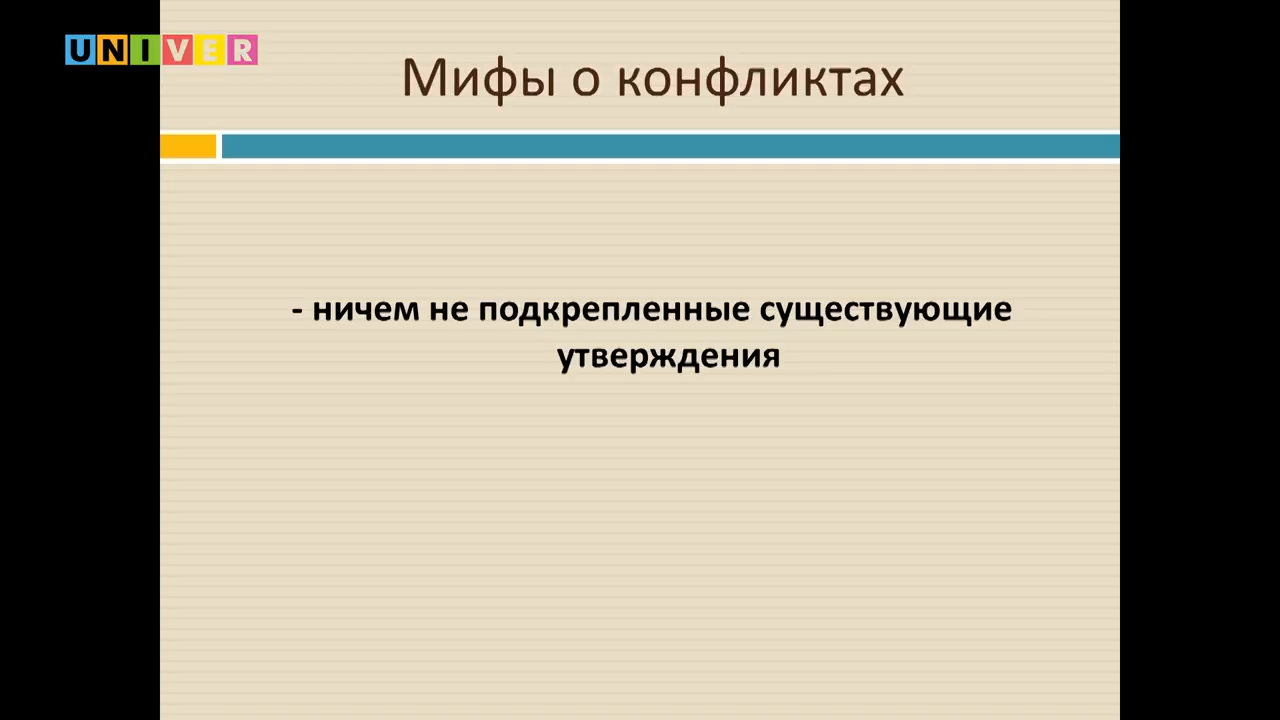 UNIVER
Мифы о конфликтах
- ничем не подкрепленные существующие
утверждения